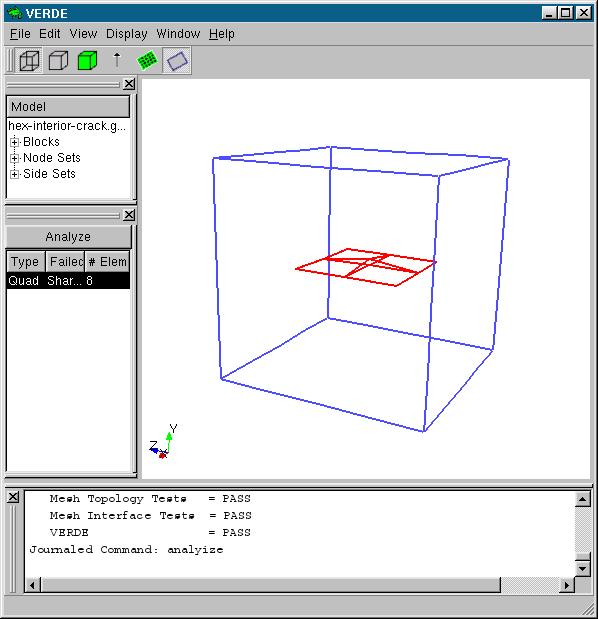 VERDE
File Edit View Display Window Help
Model
hex-interior-crack.g...
Blocks
Node Sets
Side Sets
Analyze
Type Failed # Elem
Quad Shar... 8
Y
Z
X
Mesh Topology Tests = PASS
Mesh Interface Tests = PASS
VERDE = PASS
Journaled Command: analyize